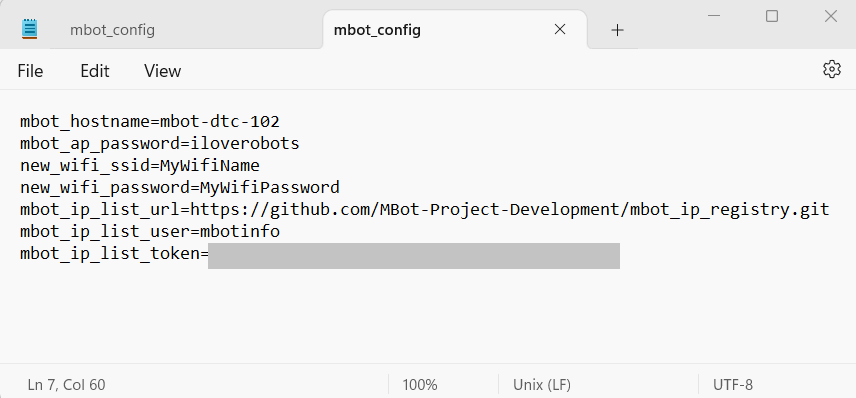 mbot_config
mbot_config
File Edit View
mbot_hostname=mbot-dtc-102
mbot_ap_password=iloverobots
new_wifi_ssid=MyWifiName
new_wifi_password=MyWifiPassword
mbot_ip_list_url=https://github.com/MBot-Project-Development/mbot_ip_registry.git
mbot_ip_list_user=mbotinfo
mbot_ip_list_token=
Ln 7, Col 60 100% Unix (LF) UTF-8